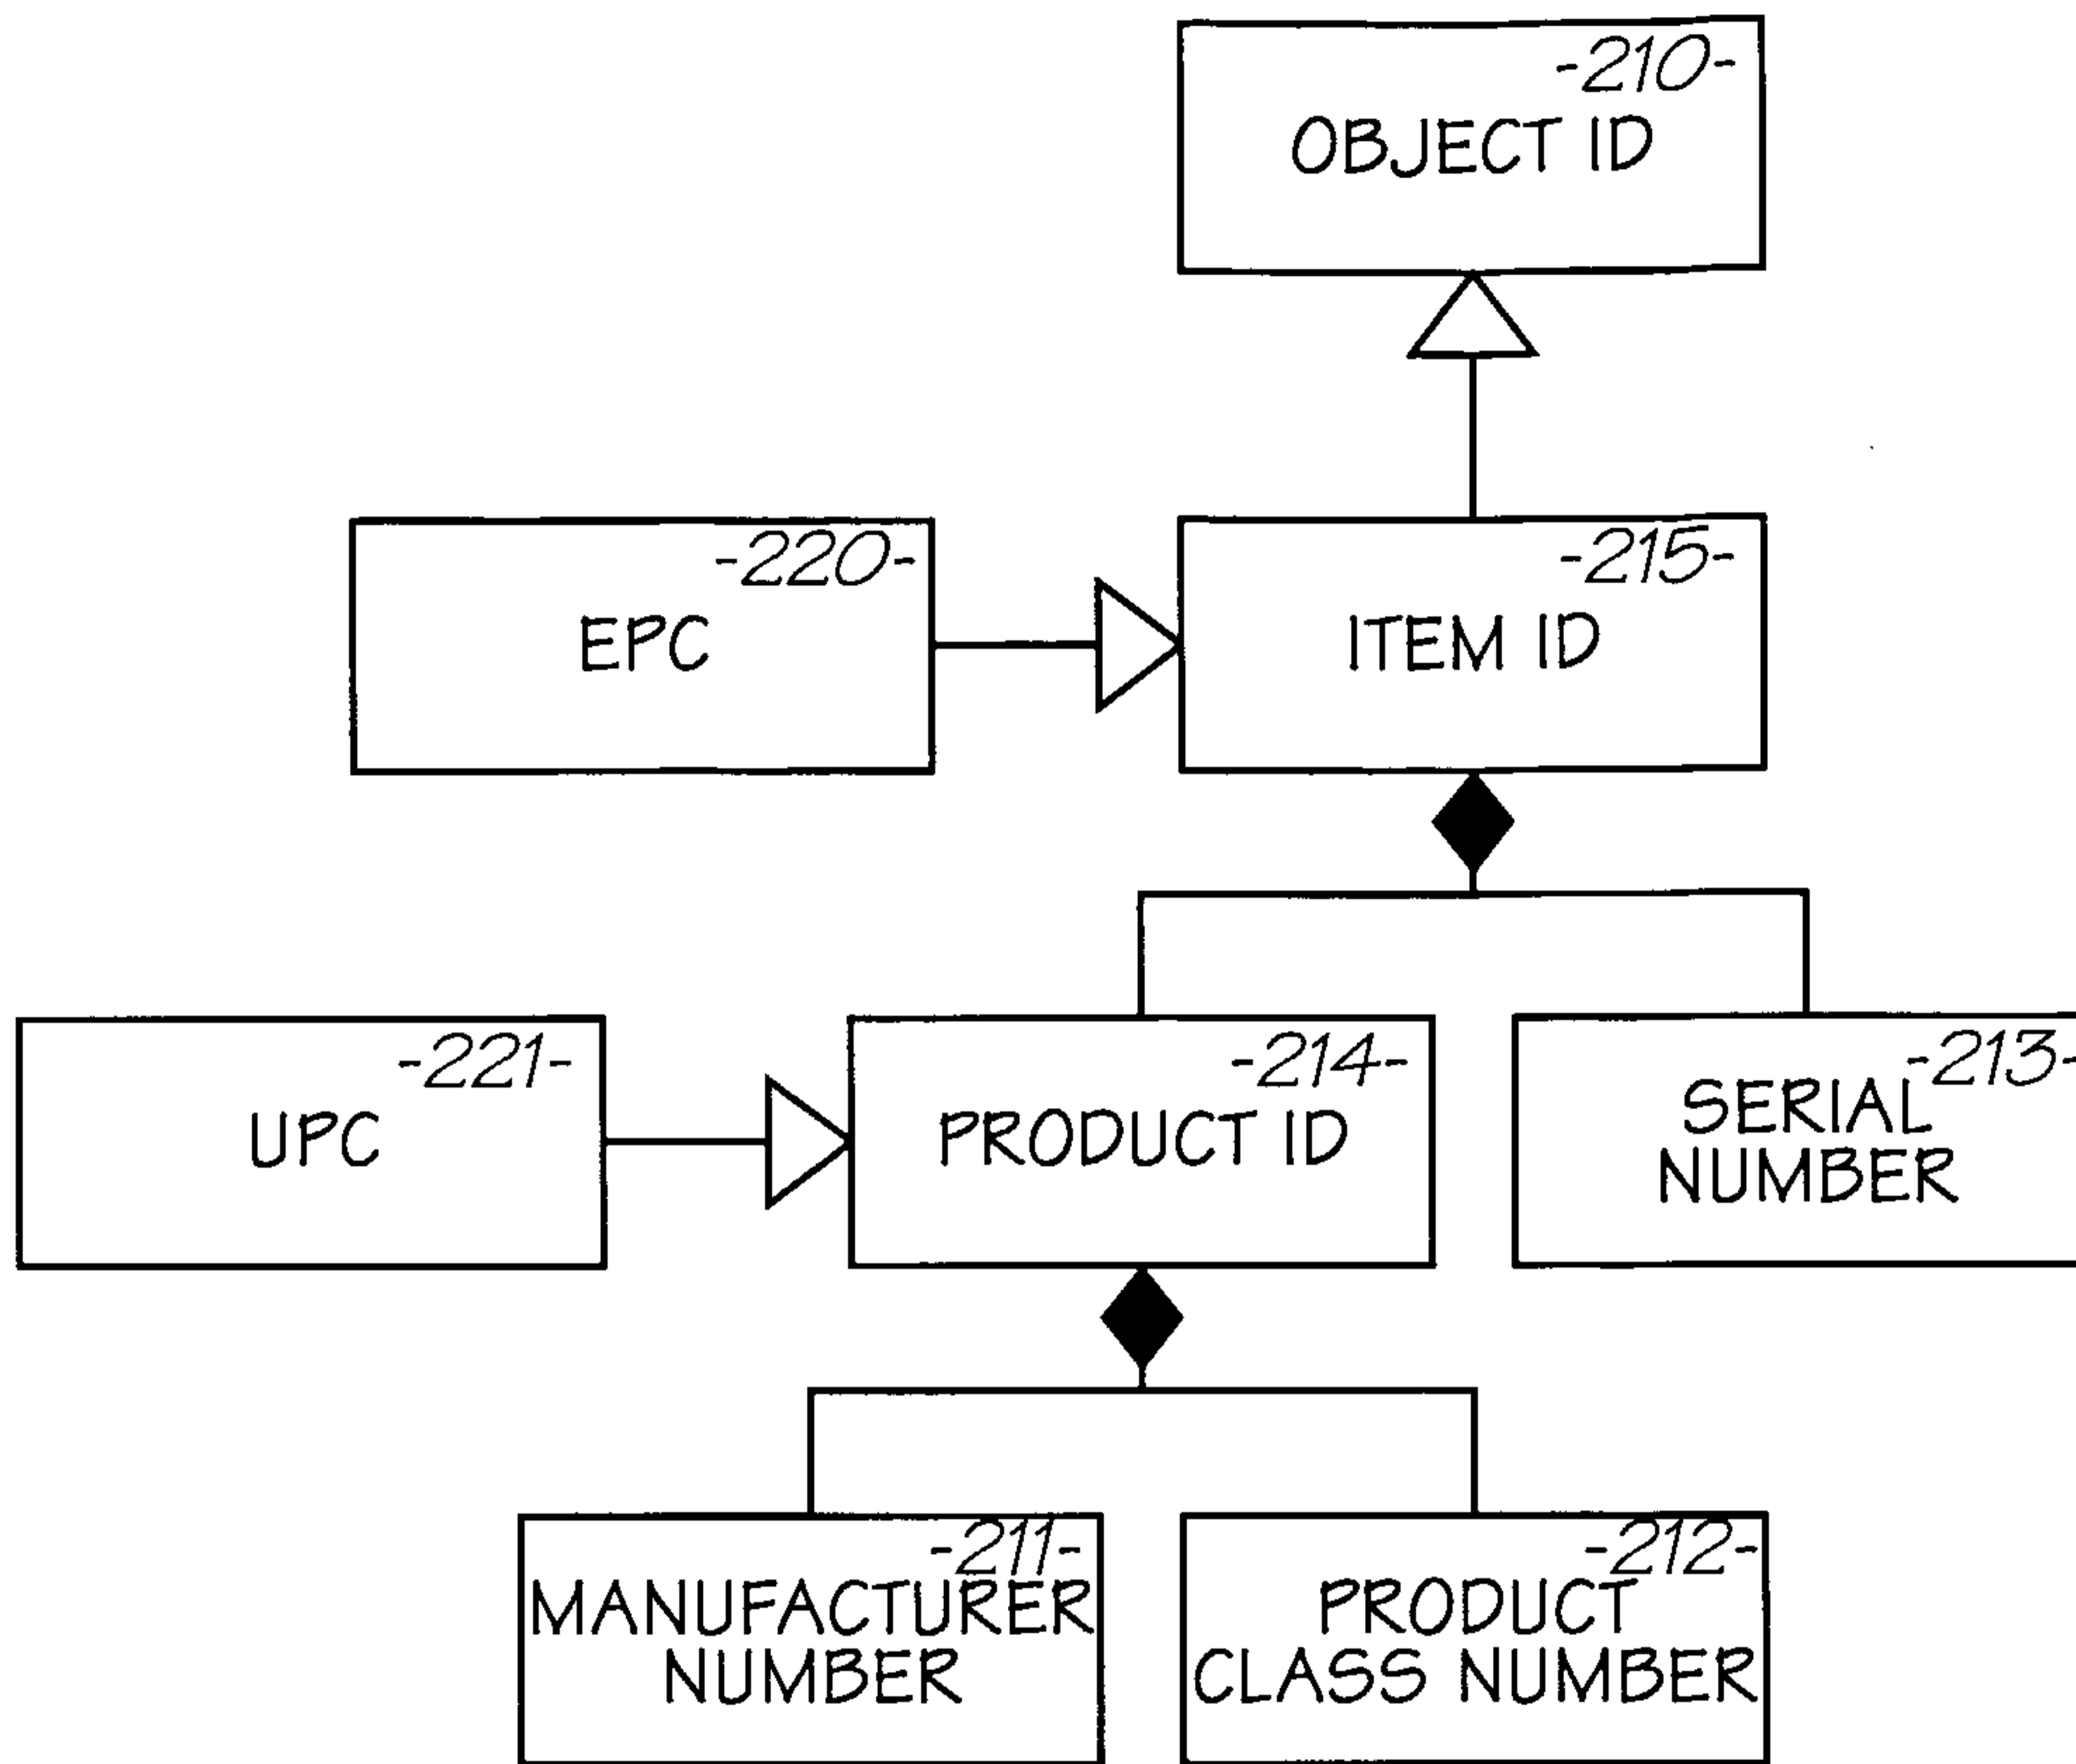 -210-
OBJECT ID
-220-
EPC
-215-
ITEM ID
-221-
UPC
-214-
PRODUCT ID
-213-
SERIAL
NUMBER
-211-
MANUFACTURER
NUMBER
-212-
PRODUCT
CLASS NUMBER